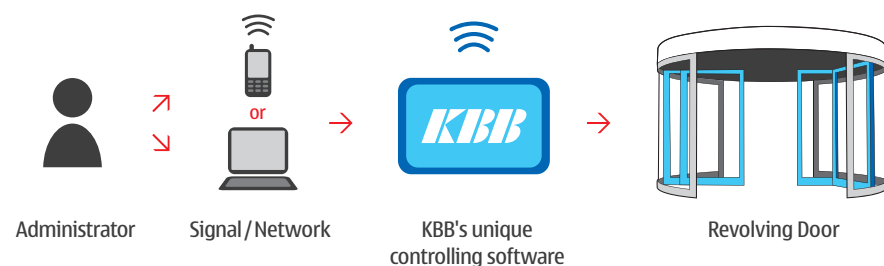 or
KBB
Administrator
Signal/Network
KBB's unique
controlling software
Revolving Door